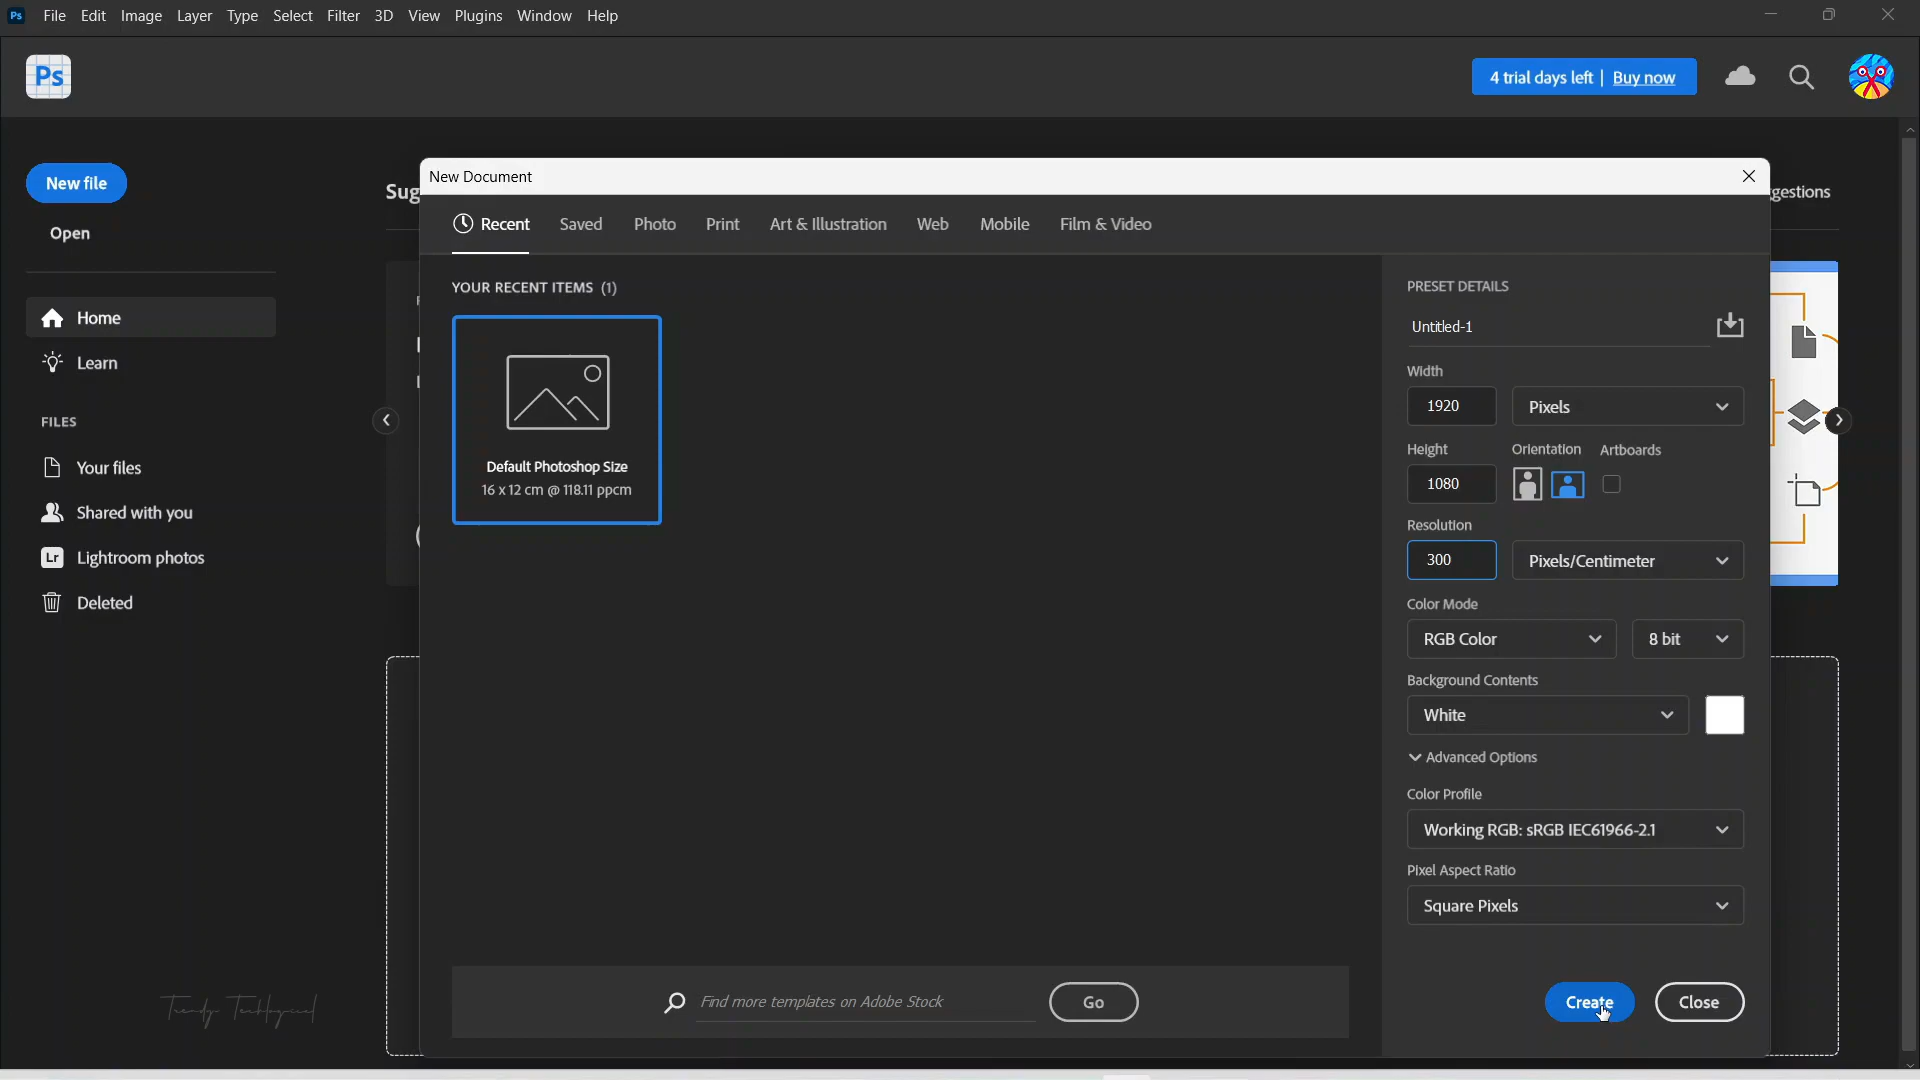 Ps File Edit Image Layer Type Select Filter 3D View Plugins Window Help
Ps
4 trial days left | Buy now
New file
Open
Home
Learn
FILES
Your files
Shared with you
Lr Lightroom photos
Deleted
Sug
gestions
New Document
Recent Saved Photo Print Art & Illustration Web Mobile Film & Video
YOUR RECENT ITEMS (1)
Default Photoshop Size
16 x 12 cm @ 118.11 ppcm
Find more templates on Adobe Stock Go
PRESET DETAILS
Untitled-1
Width
1920 Pixels
Height Orientation Artboards
1080
Resolution
300 Pixels/Centimeter
Color Mode
RGB Color 8 bit
Background Contents
White
Advanced Options
Color Profile
Working RGB: sRGB IEC61966-2.1
Pixel Aspect Ratio
Square Pixels
Create Close